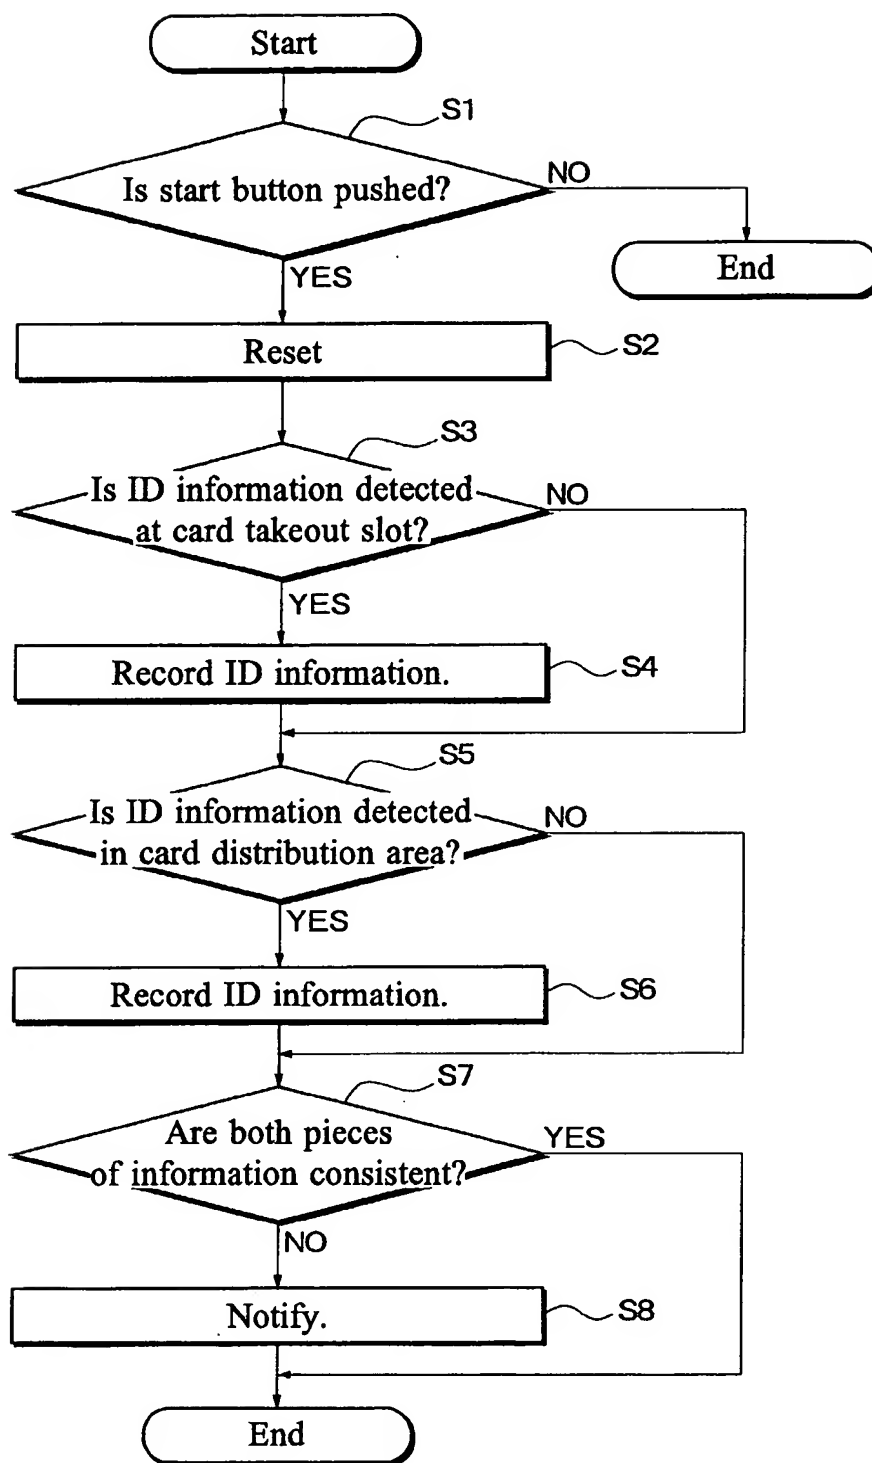 Start
S1
Is start button pushed?
NO
End
YES
Reset
S2
S3
Is ID information detected
at card takeout slot?
NO
YES
Record ID information.
S4
S5
Is ID information detected
in card distribution area?
NO
YES
Record ID information.
S6
S7
Are both pieces
of information consistent?
YES
NO
Notify.
S8
End